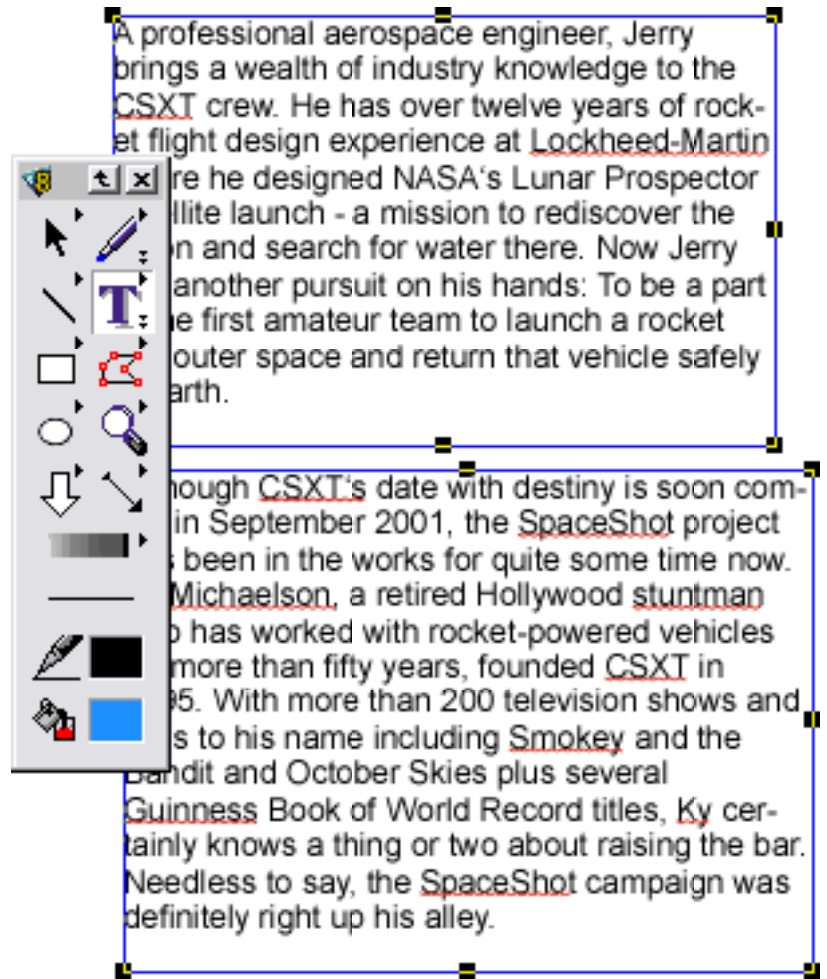 A professional aerospace engineer, Jerry
brings a wealth of industry knowledge to the
CSXT crew. He has over twelve years of rock-
et flight design experience at Lockheed-Martin
re he designed NASA's Lunar Prospector
llite launch - a mission to rediscover the
n and search for water there. Now Jerry
another pursuit on his hands: To be a part
e first amateur team to launch a rocket
outer space and return that vehicle safely
arth.
hough CSXT's date with destiny is soon com-
in September 2001, the SpaceShot project
been in the works for quite some time now.
Michaelson, a retired Hollywood stuntman
has worked with rocket-powered vehicles
more than fifty years, founded CSXT in
95. With more than 200 television shows and
s to his name including Smokey and the
Bandit and October Skies plus several
Guinness Book of World Record titles, Ky cer-
tainly knows a thing or two about raising the bar.
Needless to say, the SpaceShot campaign was
definitely right up his alley.